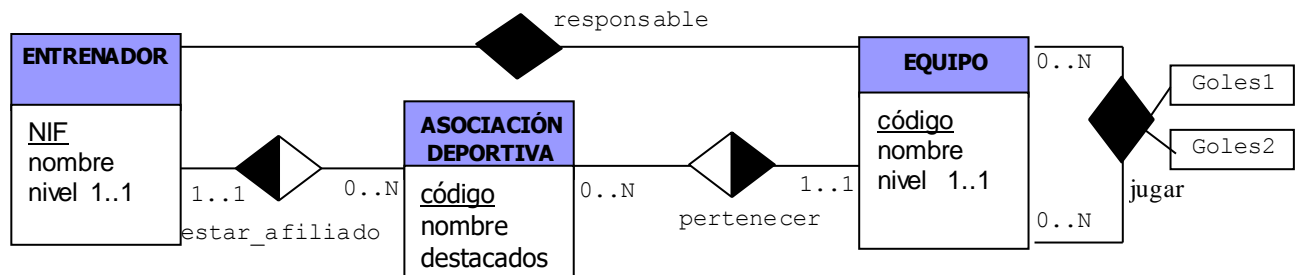 responsable
ENTRENADOR
NIF
nombre
nivel 1..1
1..1
estar_afiliado
0..N
ASOCIACIÓN
DEPORTIVA
código
nombre
destacados
0..N
pertenecer
1..1
EQUIPO
código
nombre
nivel 1..1
0..N
Goles1
Goles2
jugar
0..N